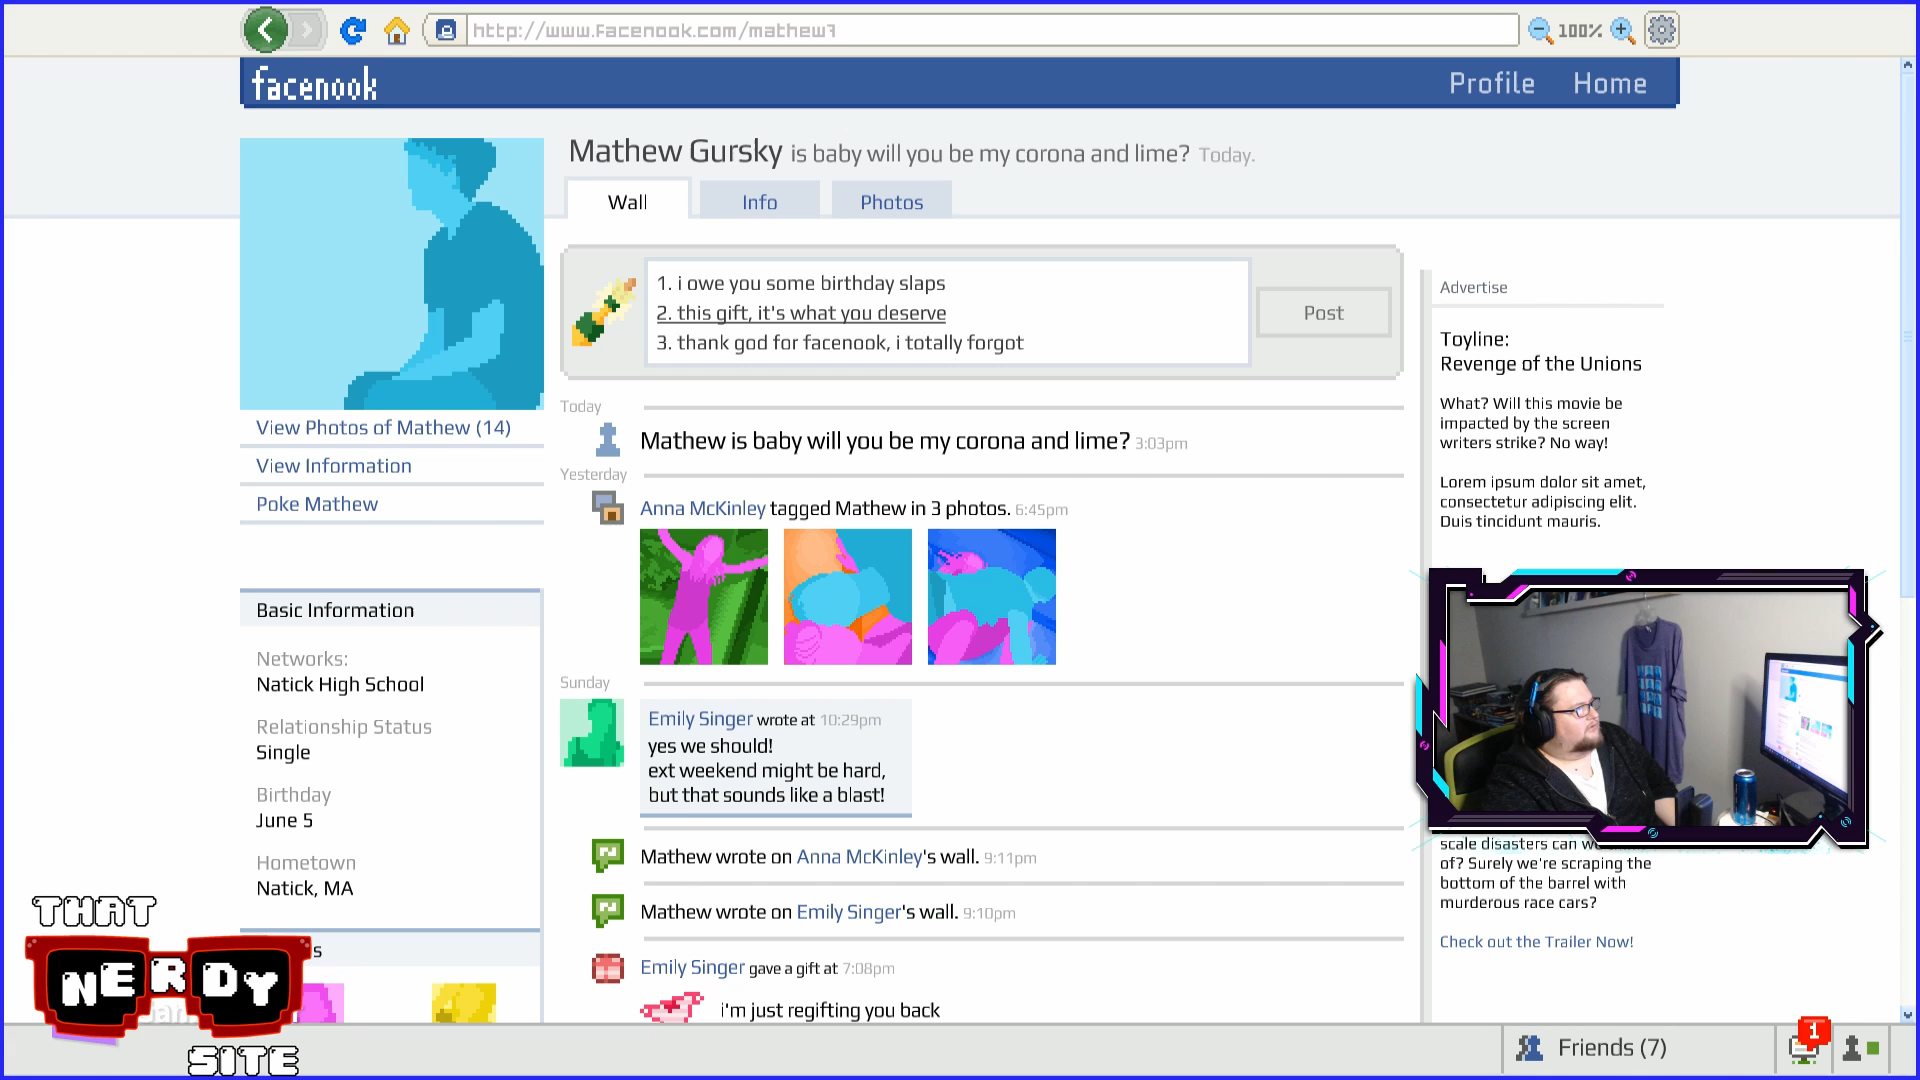 http://www.facenook.com/mathew7
100%
facenook
Profile
Home
Mathew Gursky is baby will you be my corona and lime? Today.
Wall
Info
Photos
1. i owe you some birthday slaps
2. this gift, it's what you deserve
3. thank god for facenook, i totally forgot
Post
Advertise
Toyline:
Revenge of the Unions
What? Will this movie be
impacted by the screen
writers strike? No way!
Lorem ipsum dolor sit amet,
consectetur adipiscing elit.
Duis tincidunt mauris.
View Photos of Mathew (14)
View Information
Poke Mathew
Today
Mathew is baby will you be my corona and lime? 3:03pm
Yesterday
Anna McKinley tagged Mathew in 3 photos. 6:45pm
Sunday
Emily Singer wrote at 10:29pm
yes we should!
ext weekend might be hard,
but that sounds like a blast!
Mathew wrote on Anna McKinley's wall. 9:11pm
Mathew wrote on Emily Singer's wall. 9:10pm
Emily Singer gave a gift at 7:08pm
i'm just regifting you back
Basic Information
Networks:
Natick High School
Relationship Status
Single
Birthday
June 5
Hometown
Natick, MA
scale disasters can
of? Surely we're scraping the
bottom of the barrel with
murderous race cars?
Check out the Trailer Now!
THAT
NERDY
SITE
Friends (7)
1